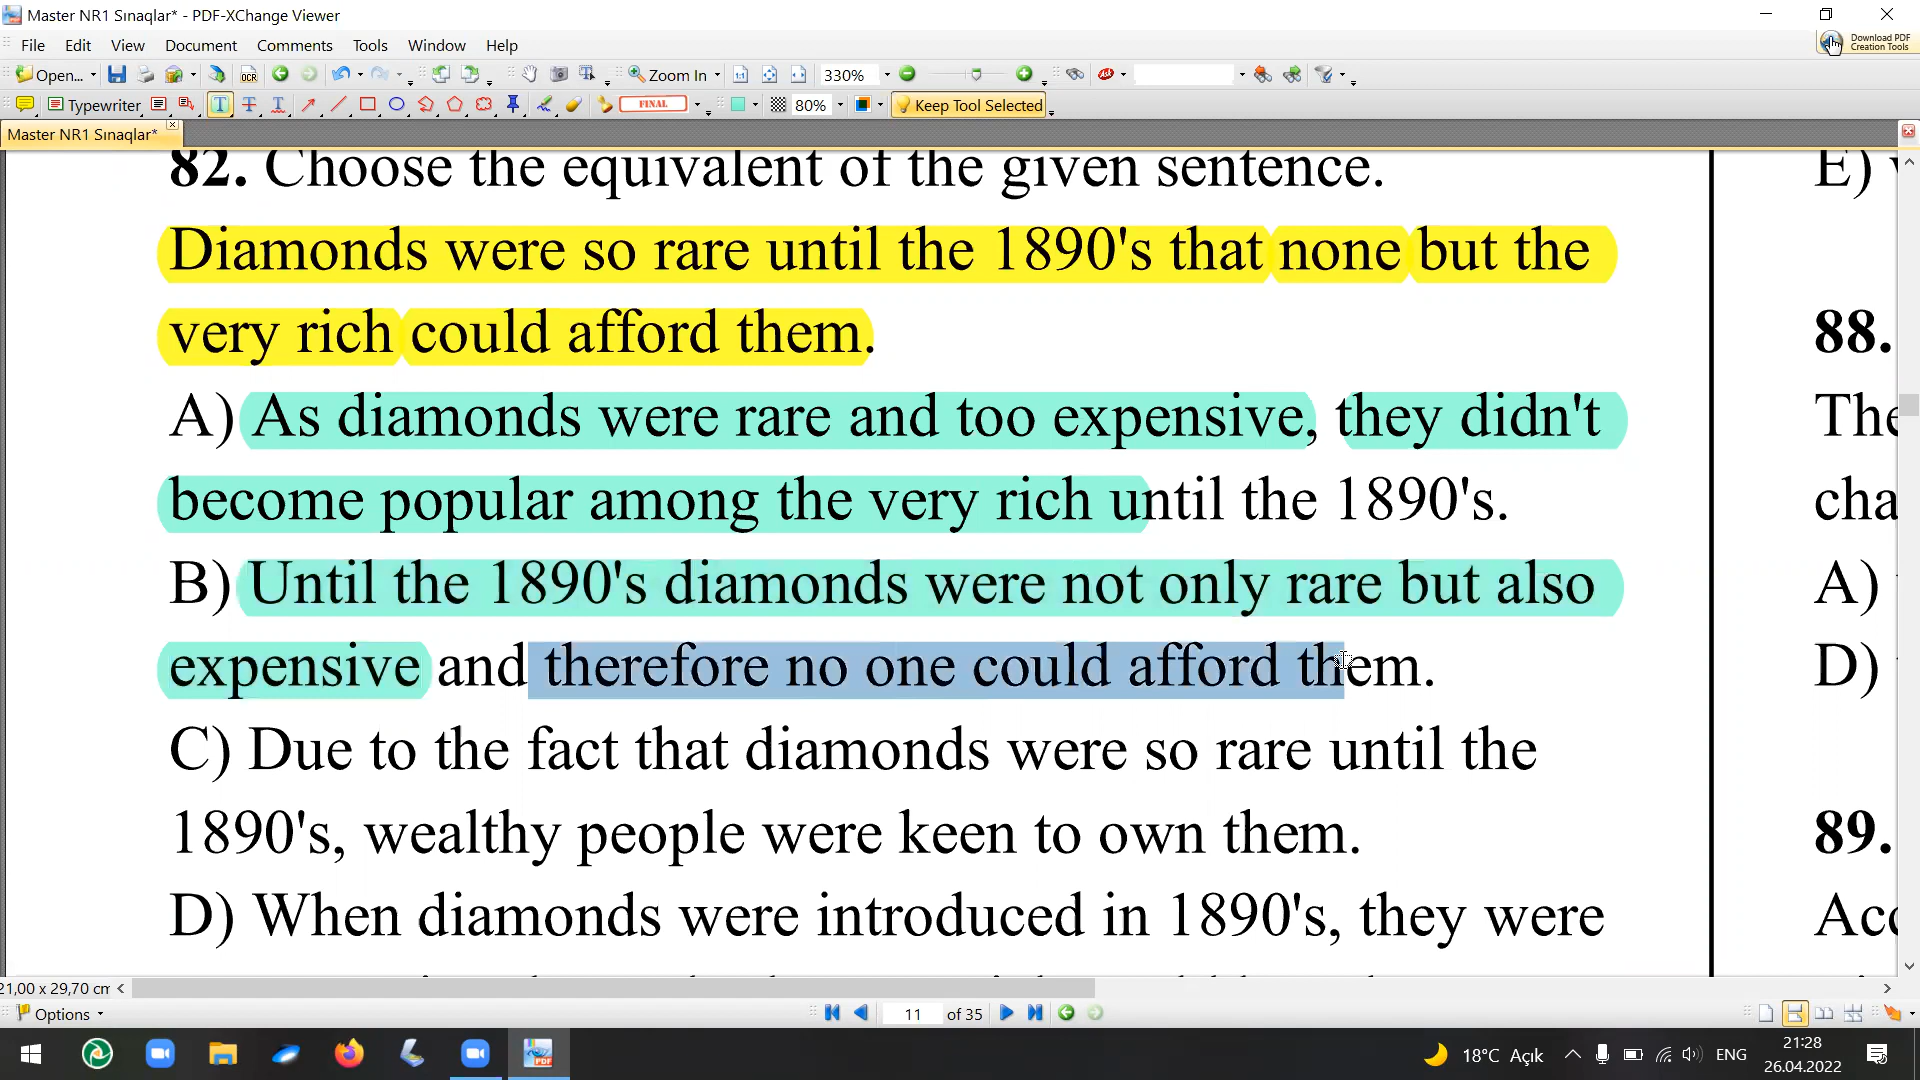 Master NR1 Sınaqlar* - PDF-XChange Viewer
File Edit View Document Comments Tools Window Help
Download PDF
Creation Tools
Open... OCR Zoom In 330%
Typewriter FINAL 80% Keep Tool Selected
Master NR1 Sınaqlar*
82. Choose the equivalent of the given sentence.
Diamonds were so rare until the 1890's that none but the
very rich could afford them.
A) As diamonds were rare and too expensive, they didn't
become popular among the very rich until the 1890's.
B) Until the 1890's diamonds were not only rare but also
expensive and therefore no one could afford them.
C) Due to the fact that diamonds were so rare until the
1890's, wealthy people were keen to own them.
D) When diamonds were introduced in 1890's, they were
E)
88.
The
cha
A)
D)
89.
Acc
21,00 x 29,70 cm
Options 11 of 35
18°C Açık ENG 21:28
26.04.2022